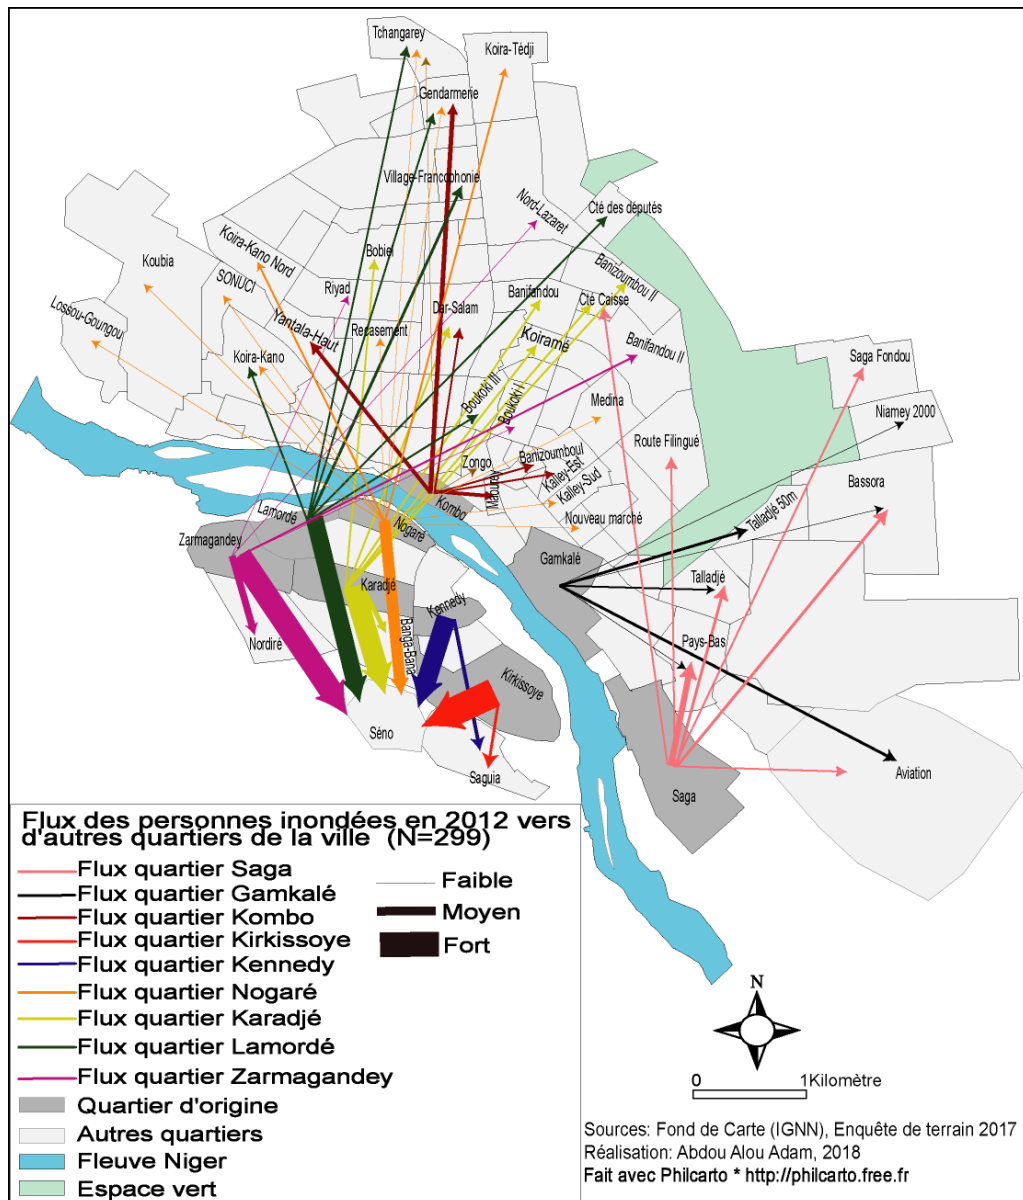 Tchangarey
Koira-Tédji
Gendarmerie
Village-Francophonie
Nord-Lazaret
Cté des députés
Koira-Kano Nord
Bobiel
Koubia
SONUCI
Riyad
Banizoumbou II
Banifandou
Cté Caisse
Lossou-Goungou
Yantala-Haut
Recasement
Dar-Salam
Koiramé
Banifandou II
Saga Fondou
Koira-Kano
Boukoki III
Boukoki I
Medina
Niamey 2000
Route Filingué
Zongo
Banizoumboul
Kalley-Est
Kalley-Sud
Maourey
Kombo
Bassora
Talladjé 50m
Lamordé
Nogaré
Nouveau marché
Zarmagandey
Gamkalé
Karadjé
Talladjé
Kennedy
Banga-Bana
Nordiré
Pays-Bas
Kirkissoye
Séno
Saguia
Saga
Aviation
Flux des personnes inondées en 2012 vers
d'autres quartiers de la ville (N=299)
Flux quartier Saga
Flux quartier Gamkalé
Flux quartier Kombo
Flux quartier Kirkissoye
Flux quartier Kennedy
Flux quartier Nogaré
Flux quartier Karadjé
Flux quartier Lamordé
Flux quartier Zarmagandey
Quartier d'origine
Autres quartiers
Fleuve Niger
Espace vert
Faible
Moyen
Fort
N
0 1Kilomètre
Sources: Fond de Carte (IGNN), Enquête de terrain 2017
Réalisation: Abdou Alou Adam, 2018
Fait avec Philcarto * http://philcarto.free.fr